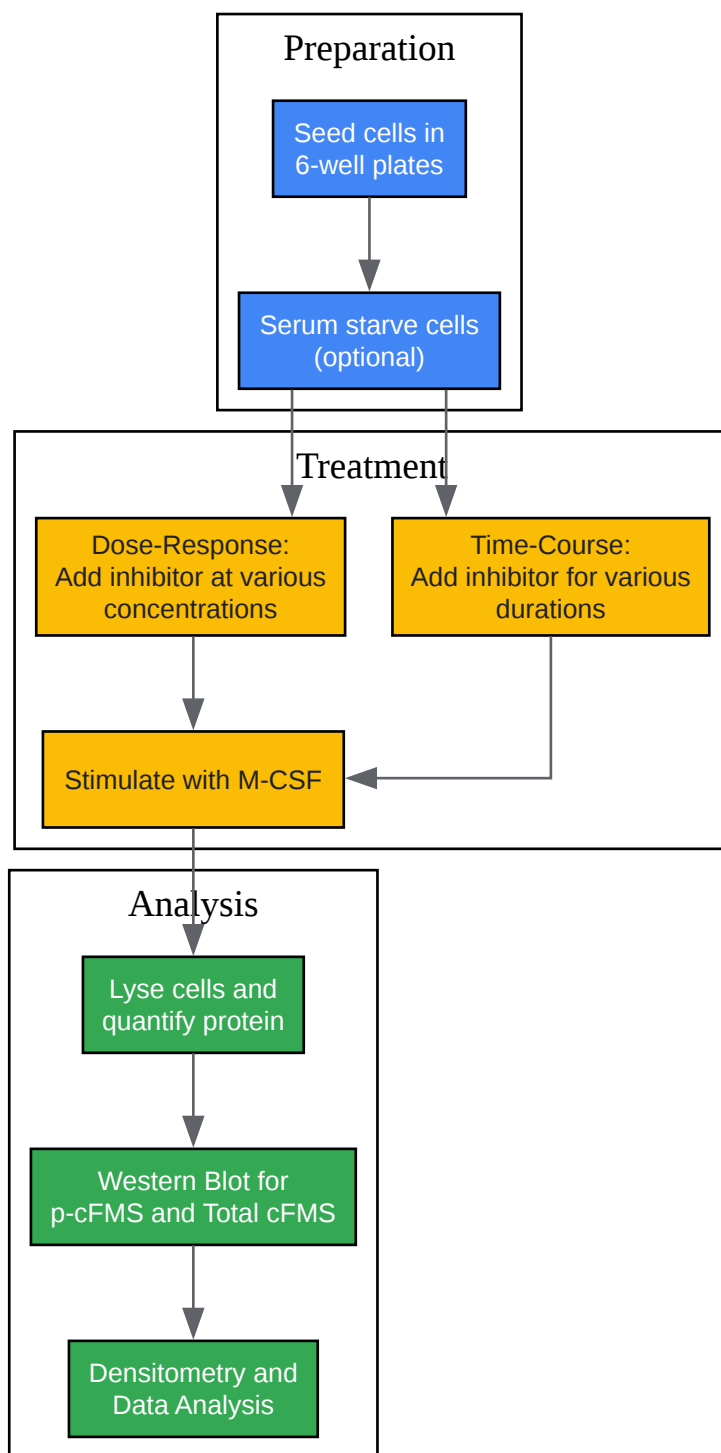 Preparation
Seed cells in
6-well plates
Serum starve cells
(optional)
Treatment
Dose-Response:
Add inhibitor at various
concentrations
Time-Course:
Add inhibitor for various
durations
Stimulate with M-CSF
Analysis
Lyse cells and
quantify protein
Western Blot for
p-cFMS and Total cFMS
Densitometry and
Data Analysis